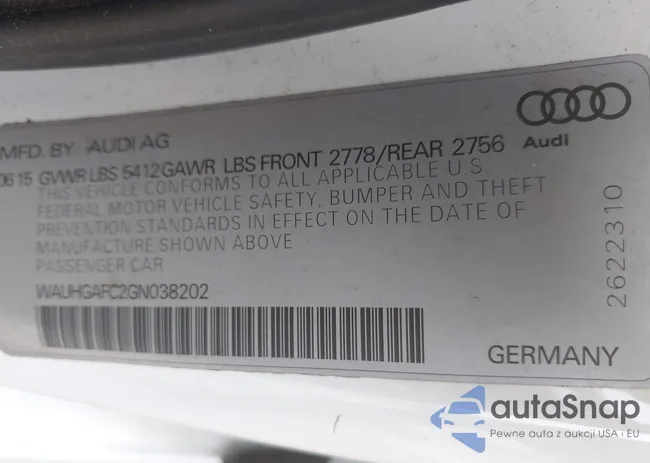 MFD. BY AUDI AG
06 15 GVWR LBS 5412 GAWR LBS FRONT 2778/REAR 2756
THIS VEHICLE CONFORMS TO ALL APPLICABLE U.S.
FEDERAL MOTOR VEHICLE SAFETY, BUMPER AND THEFT
PREVENTION STANDARDS IN EFFECT ON THE DATE OF
MANUFACTURE SHOWN ABOVE
PASSENGER CAR
WAUHGAFC2GN038202
GERMANY
Audi
2622310
autaSnap
Pewne auta z aukcji USA i EU